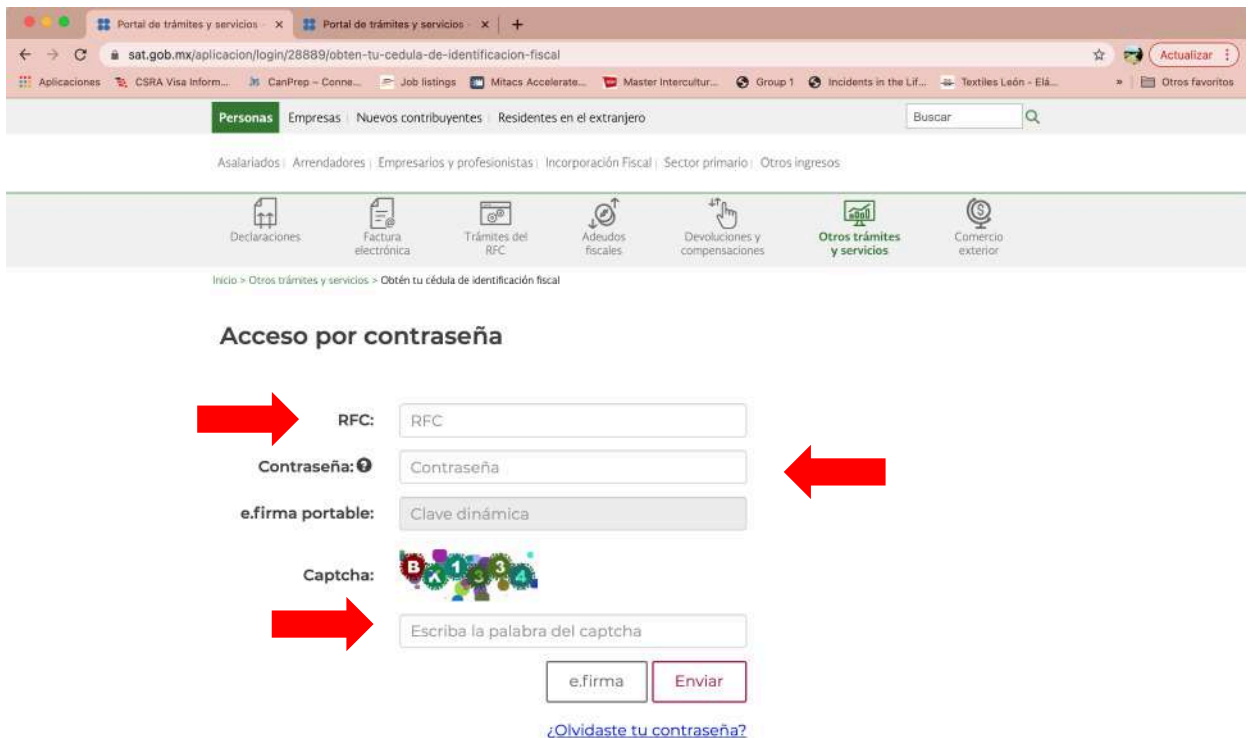 Portal de trámites y servicios - × Portal de trámites y servicios - × +
sat.gob.mx/aplicacion/login/28889/obten-tu-cedula-de-identificacion-fiscal Actualizar
Aplicaciones CSRA Visa Inform... CanPrep – Conne... Job listings Mitacs Accelerate... Master Intercultur... Group 1 Incidents in the Lif... Textiles León - Elá... » Otros favoritos
Personas Empresas Nuevos contribuyentes Residentes en el extranjero Buscar
Asalariados Arrendadores Empresarios y profesionistas Incorporación Fiscal Sector primario Otros ingresos
Declaraciones Factura Trámites del Adeudos Devoluciones y Otros trámites Comercio
electrónica RFC fiscales compensaciones y servicios exterior
Inicio > Otros trámites y servicios > Obtén tu cédula de identificación fiscal
Acceso por contraseña
RFC: RFC
Contraseña: Contraseña
e.firma portable: Clave dinámica
Captcha: BX1334
Escriba la palabra del captcha
e.firma Enviar
¿Olvidaste tu contraseña?